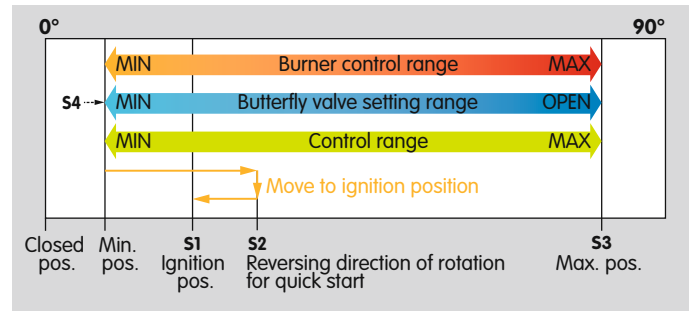 0° 90°
MIN Burner control range MAX
S4 MIN Butterfly valve setting range OPEN
MIN Control range MAX
Move to ignition position
Closed pos.
Min. pos.
S1 Ignition pos.
S2 Reversing direction of rotation
for quick start
S3 Max. pos.